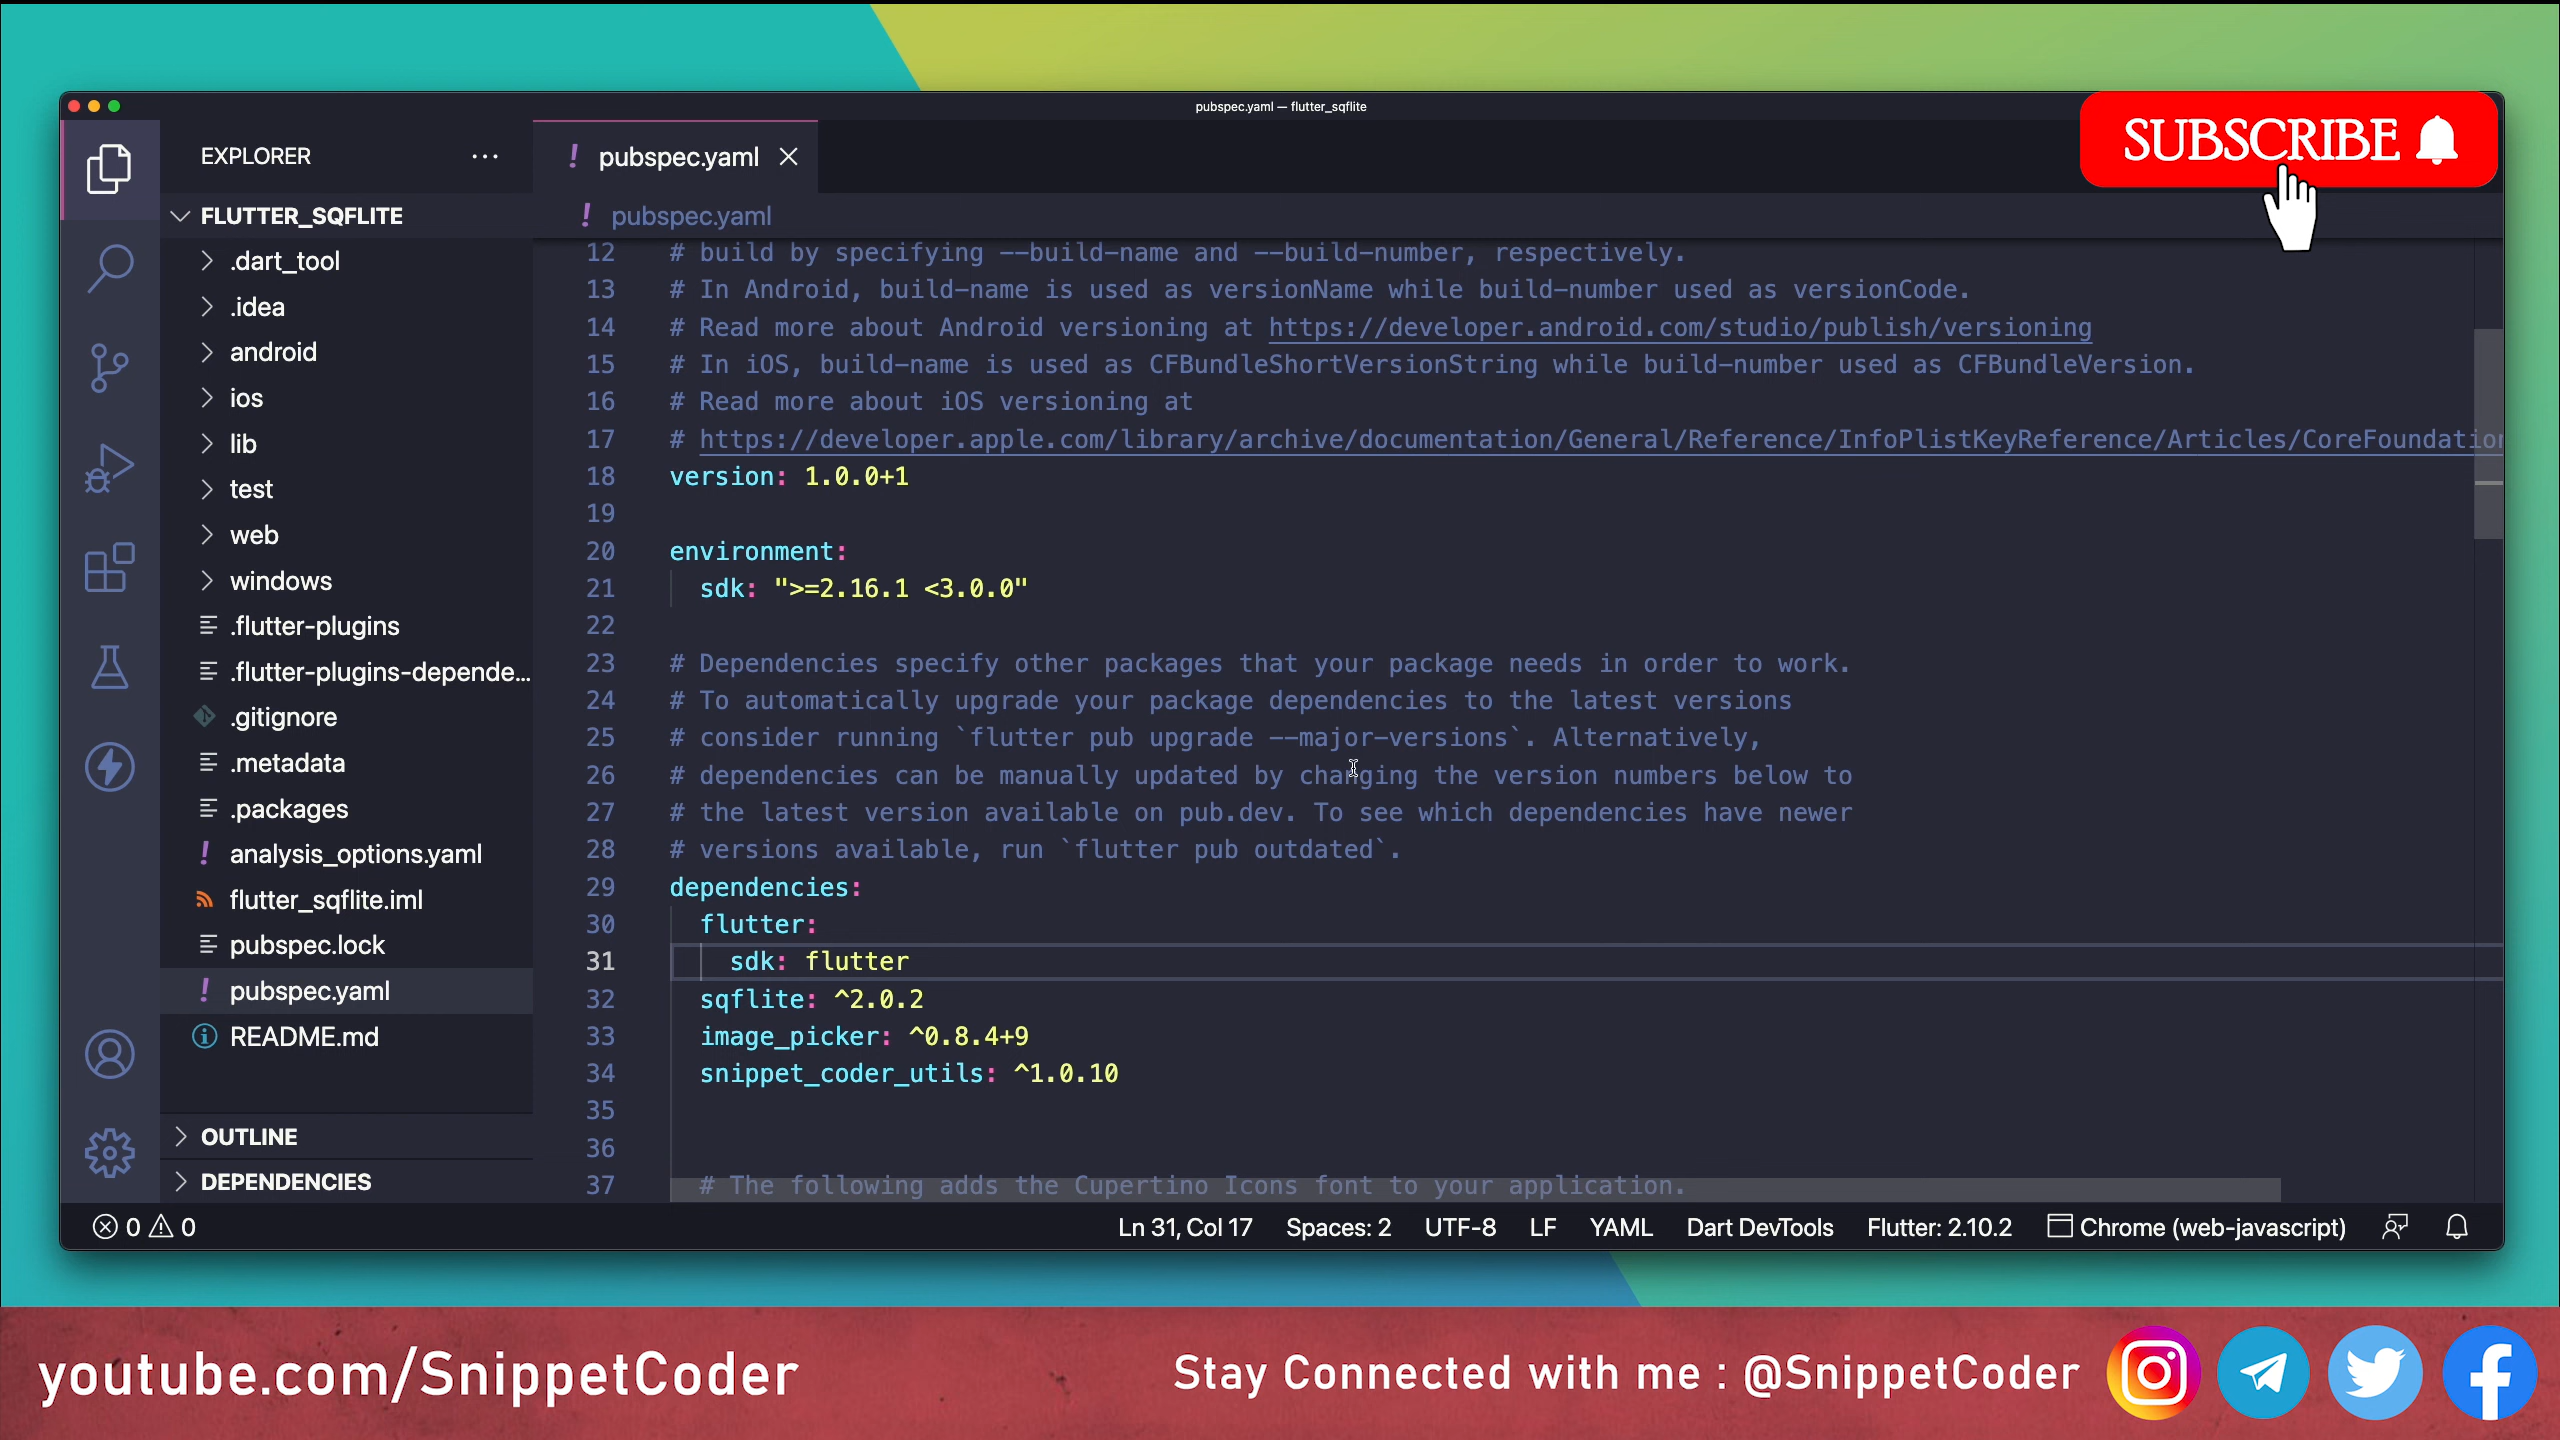 pubspec.yaml — flutter_sqflite
SUBSCRIBE
EXPLORER
pubspec.yaml
FLUTTER_SQFLITE
pubspec.yaml
.dart_tool
.idea
android
ios
lib
test
web
windows
.flutter-plugins
.flutter-plugins-depende...
.gitignore
.metadata
.packages
analysis_options.yaml
flutter_sqflite.iml
pubspec.lock
pubspec.yaml
README.md
OUTLINE
DEPENDENCIES
12 # build by specifying --build-name and --build-number, respectively.
13 # In Android, build-name is used as versionName while build-number used as versionCode.
14 # Read more about Android versioning at https://developer.android.com/studio/publish/versioning
15 # In iOS, build-name is used as CFBundleShortVersionString while build-number used as CFBundleVersion.
16 # Read more about iOS versioning at
17 # https://developer.apple.com/library/archive/documentation/General/Reference/InfoPlistKeyReference/Articles/CoreFoundation
18 version: 1.0.0+1
19
20 environment:
21 sdk: ">=2.16.1 <3.0.0"
22
23 # Dependencies specify other packages that your package needs in order to work.
24 # To automatically upgrade your package dependencies to the latest versions
25 # consider running `flutter pub upgrade --major-versions`. Alternatively,
26 # dependencies can be manually updated by changing the version numbers below to
27 # the latest version available on pub.dev. To see which dependencies have newer
28 # versions available, run `flutter pub outdated`.
29 dependencies:
30 flutter:
31 sdk: flutter
32 sqflite: ^2.0.2
33 image_picker: ^0.8.4+9
34 snippet_coder_utils: ^1.0.10
35
36
37 # The following adds the Cupertino Icons font to your application.
0 0 Ln 31, Col 17 Spaces: 2 UTF-8 LF YAML Dart DevTools Flutter: 2.10.2 Chrome (web-javascript)
youtube.com/SnippetCoder
Stay Connected with me : @SnippetCoder